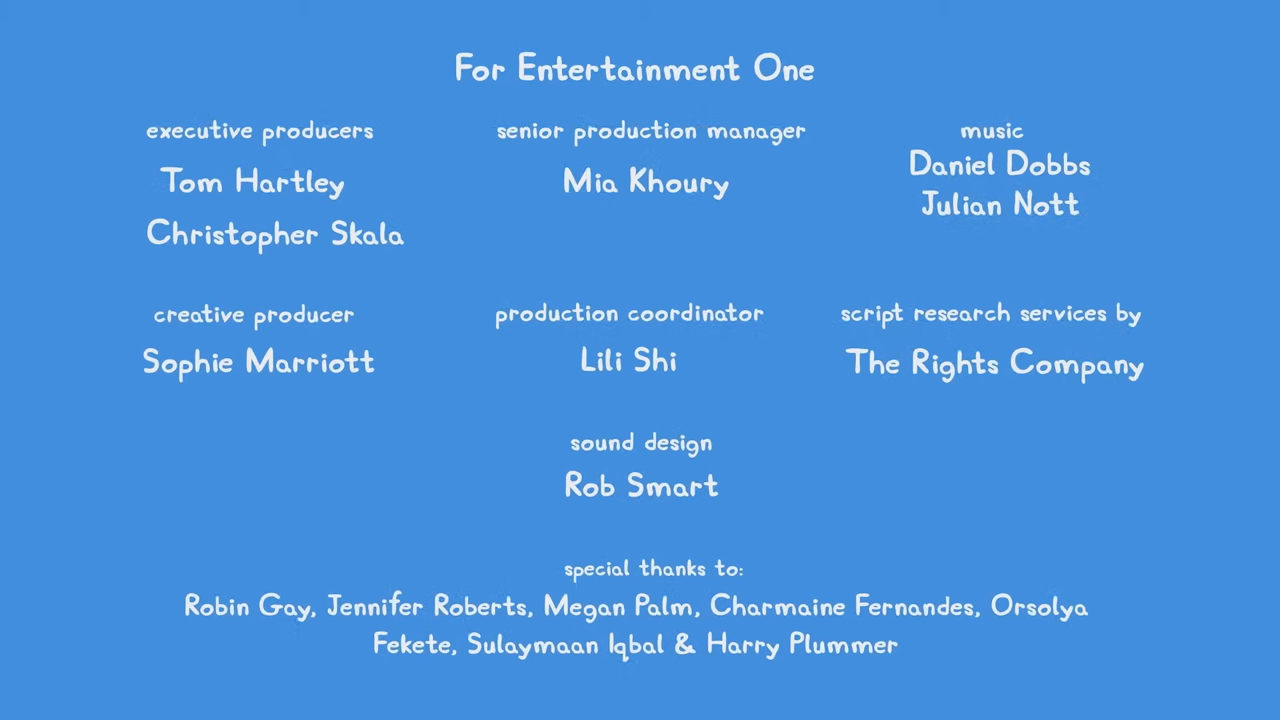 For Entertainment One
executive producers
Tom Hartley
Christopher Skala
senior production manager
Mia Khoury
music
Daniel Dobbs
Julian Nott
creative producer
Sophie Marriott
production coordinator
Lili Shi
script research services by
The Rights Company
sound design
Rob Smart
special thanks to:
Robin Gay, Jennifer Roberts, Megan Palm, Charmaine Fernandes, Orsolya
Fekete, Sulaymaan Iqbal & Harry Plummer